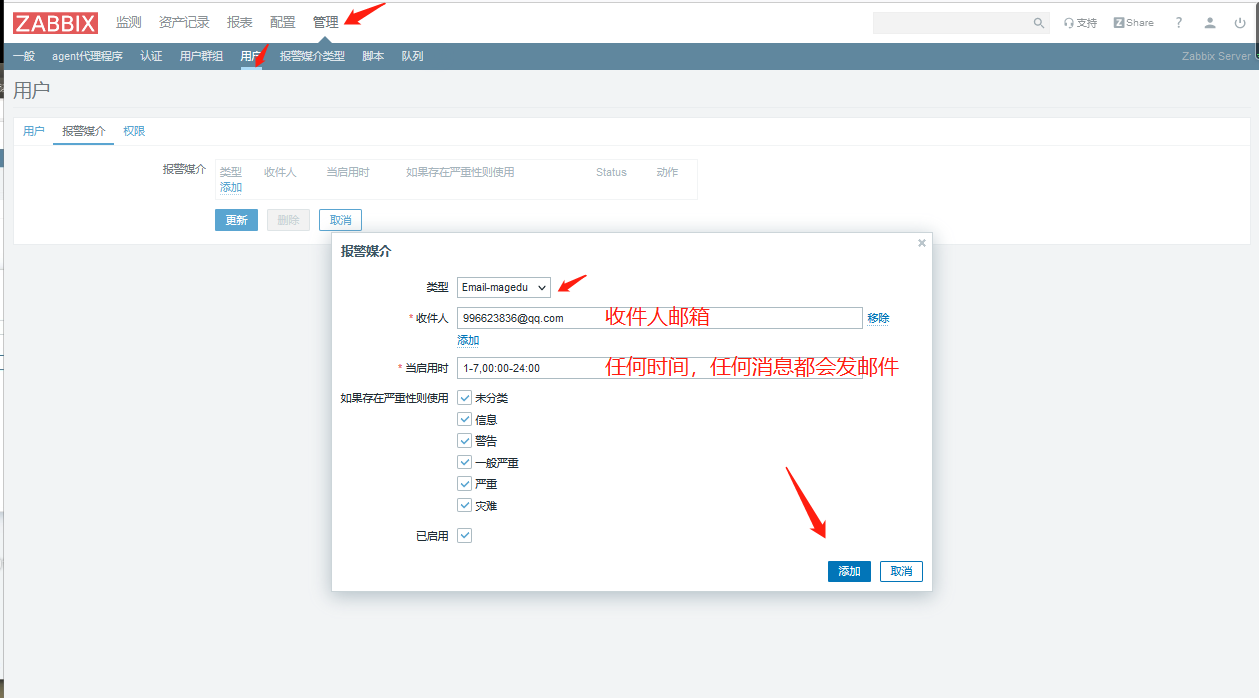 ZABBIX 监测 资产记录 报表 配置 管理 支持 Z Share ?
一般 agent代理程序 认证 用户群组 用户 报警媒介类型 脚本 队列 Zabbix Server
用户
用户 报警媒介 权限
报警媒介 类型 收件人 当启用时 如果存在严重性则使用 Status 动作
添加
更新 删除 取消
报警媒介 ×
类型 Email-magedu
* 收件人 996623836@qq.com 收件人邮箱 移除
添加
* 当启用时 1-7,00:00-24:00 任何时间，任何消息都会发邮件
如果存在严重性则使用 未分类
信息
警告
一般严重
严重
灾难
已启用
添加 取消